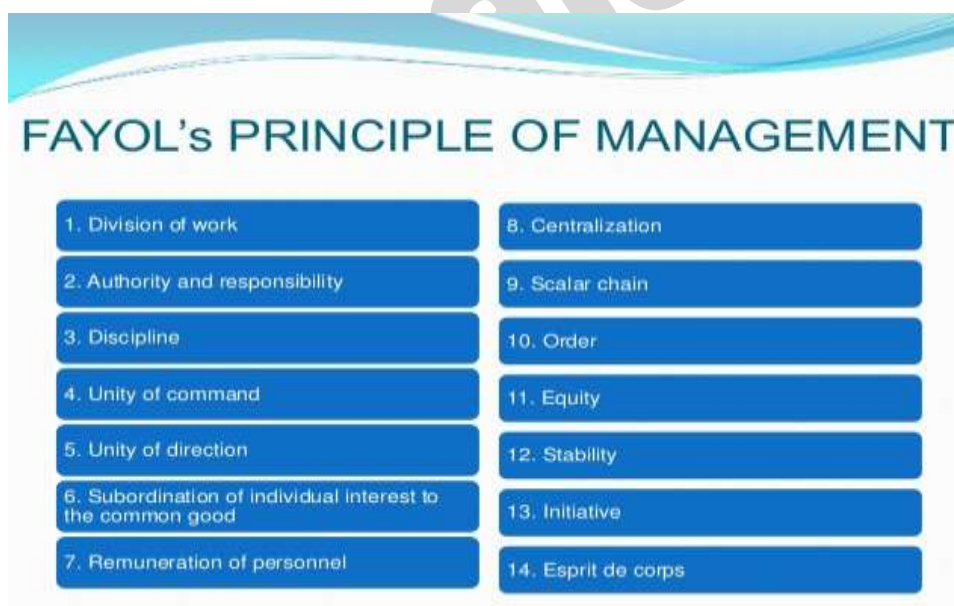 FAYOL's PRINCIPLE OF MANAGEMENT
1. Division of work
2. Authority and responsibility
3. Discipline
4. Unity of command
5. Unity of direction
6. Subordination of individual interest to
the common good
7. Remuneration of personnel
8. Centralization
9. Scalar chain
10. Order
11. Equity
12. Stability
13. Initiative
14. Esprit de corps